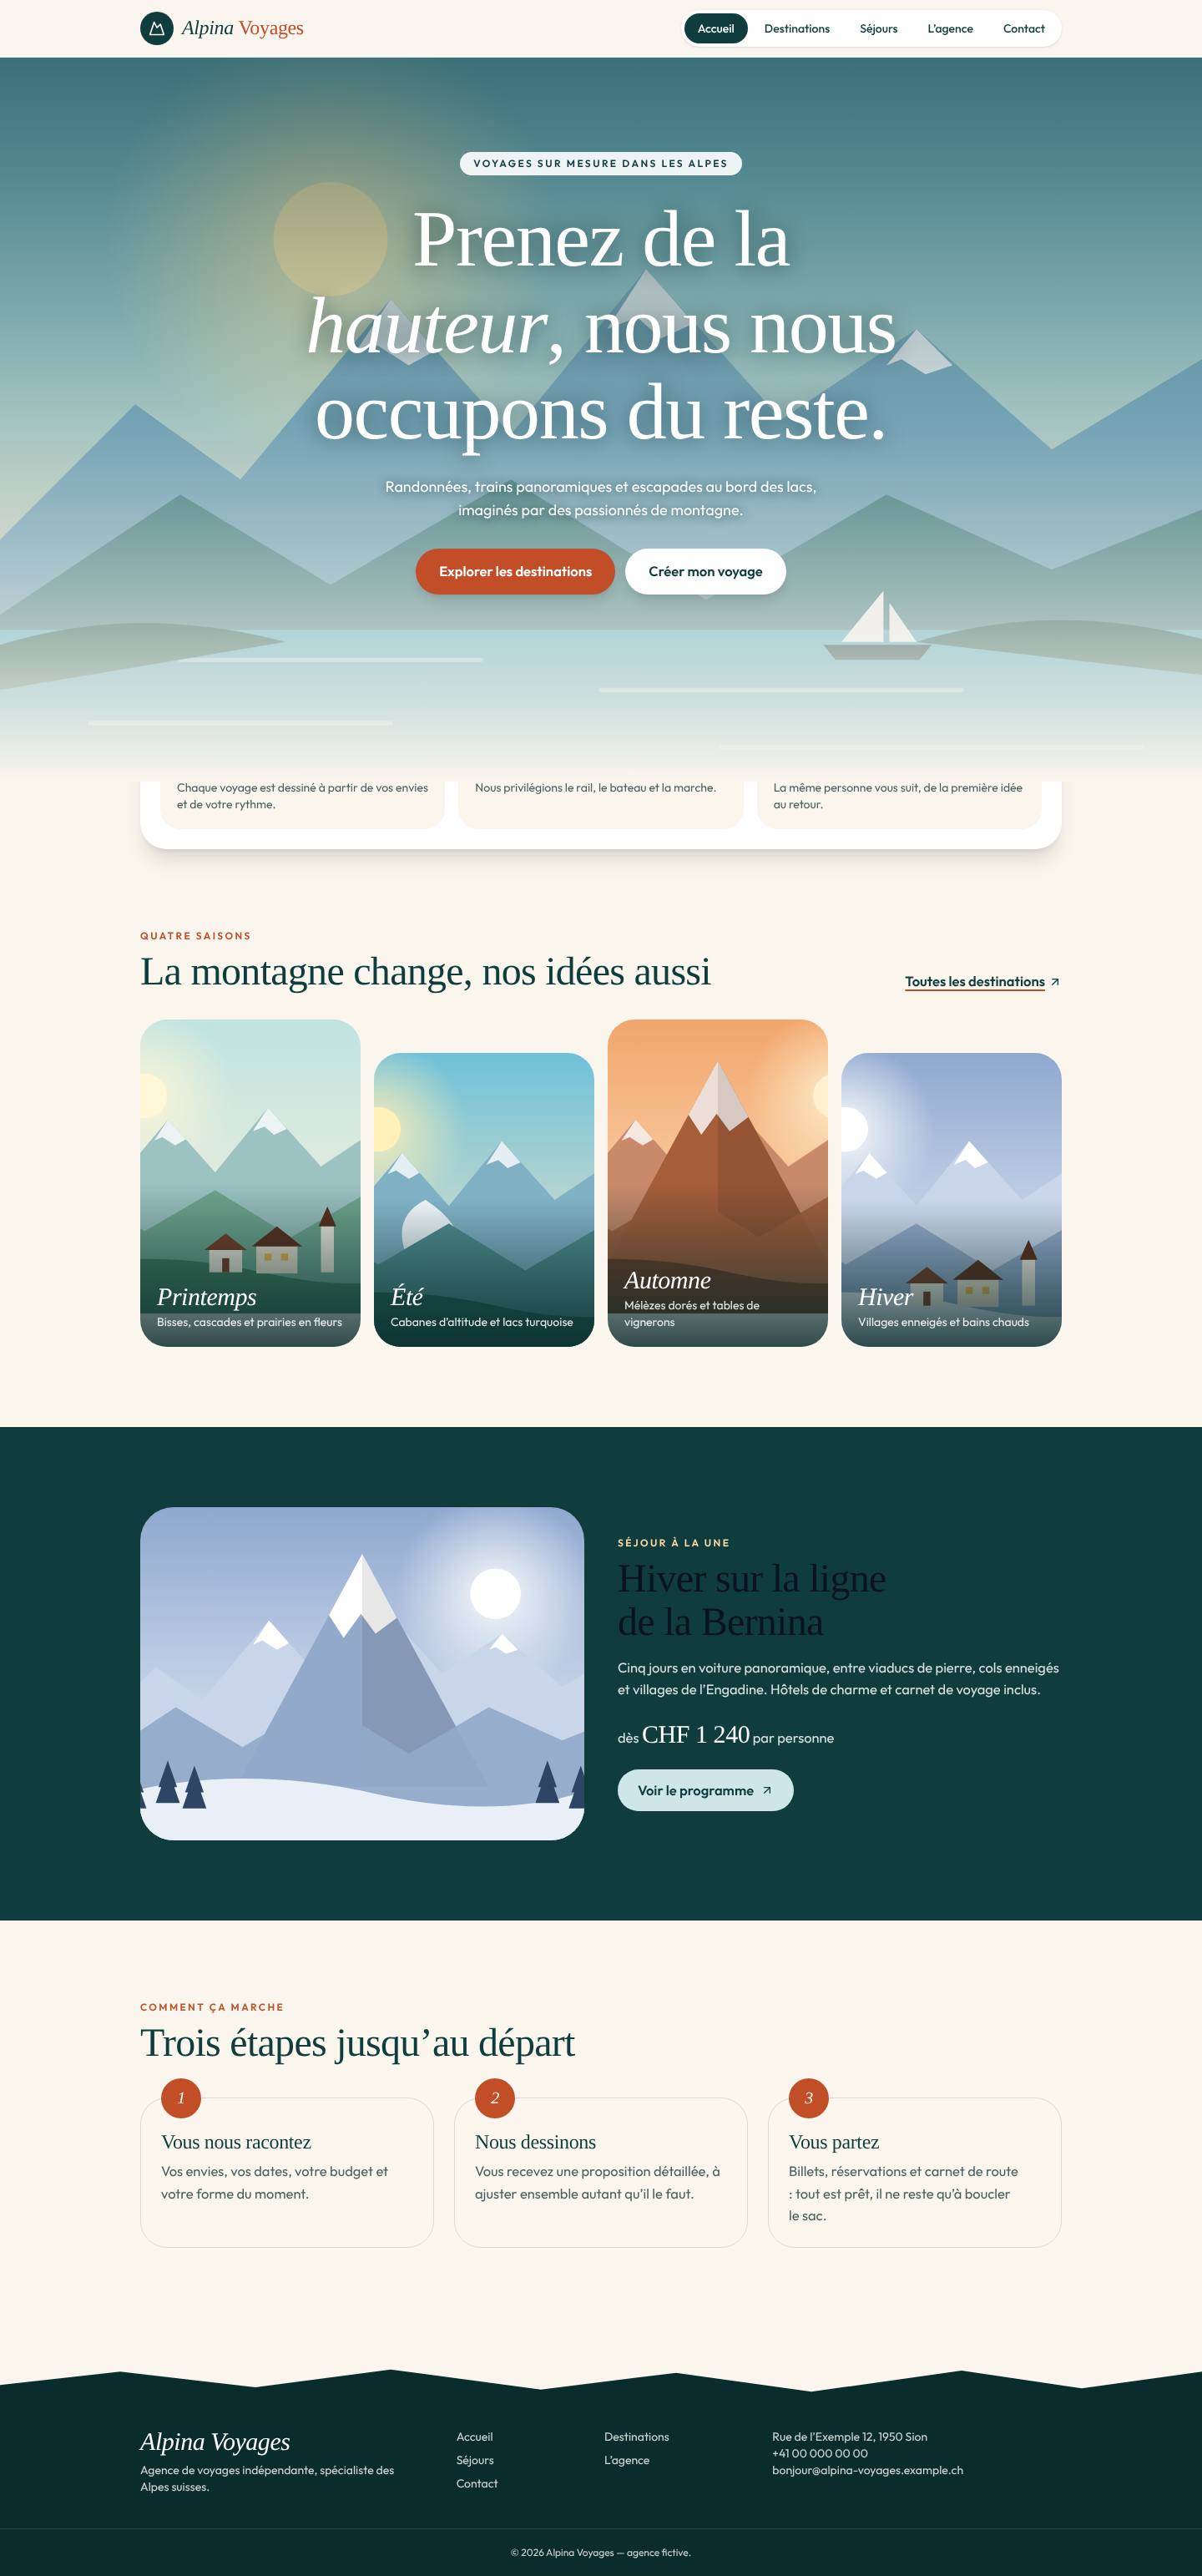 Alpina Voyages
Accueil
Destinations
Séjours
L'agence
Contact
VOYAGES SUR MESURE DANS LES ALPES
Prenez de la
hauteur, nous nous
occupons du reste.
Randonnées, trains panoramiques et escapades au bord des lacs,
imaginés par des passionnés de montagne.
Explorer les destinations
Créer mon voyage
Chaque voyage est dessiné à partir de vos envies
et de votre rythme.
Nous privilégions le rail, le bateau et la marche.
La même personne vous suit, de la première idée
au retour.
QUATRE SAISONS
La montagne change, nos idées aussi
Toutes les destinations
Printemps
Bisses, cascades et prairies en fleurs
Été
Cabanes d'altitude et lacs turquoise
Automne
Mélèzes dorés et tables de
vignerons
Hiver
Villages enneigés et bains chauds
SÉJOUR À LA UNE
Hiver sur la ligne
de la Bernina
Cinq jours en voiture panoramique, entre viaducs de pierre, cols enneigés
et villages de l'Engadine. Hôtels de charme et carnet de voyage inclus.
dès CHF 1 240 par personne
Voir le programme
COMMENT ÇA MARCHE
Trois étapes jusqu'au départ
1
Vous nous racontez
Vos envies, vos dates, votre budget et
votre forme du moment.
2
Nous dessinons
Vous recevez une proposition détaillée, à
ajuster ensemble autant qu'il le faut.
3
Vous partez
Billets, réservations et carnet de route
: tout est prêt, il ne reste qu'à boucler
le sac.
Alpina Voyages
Agence de voyages indépendante, spécialiste des
Alpes suisses.
Accueil
Séjours
Contact
Destinations
L'agence
Rue de l'Exemple 12, 1950 Sion
+41 00 000 00 00
bonjour@alpina-voyages.example.ch
© 2026 Alpina Voyages — agence fictive.